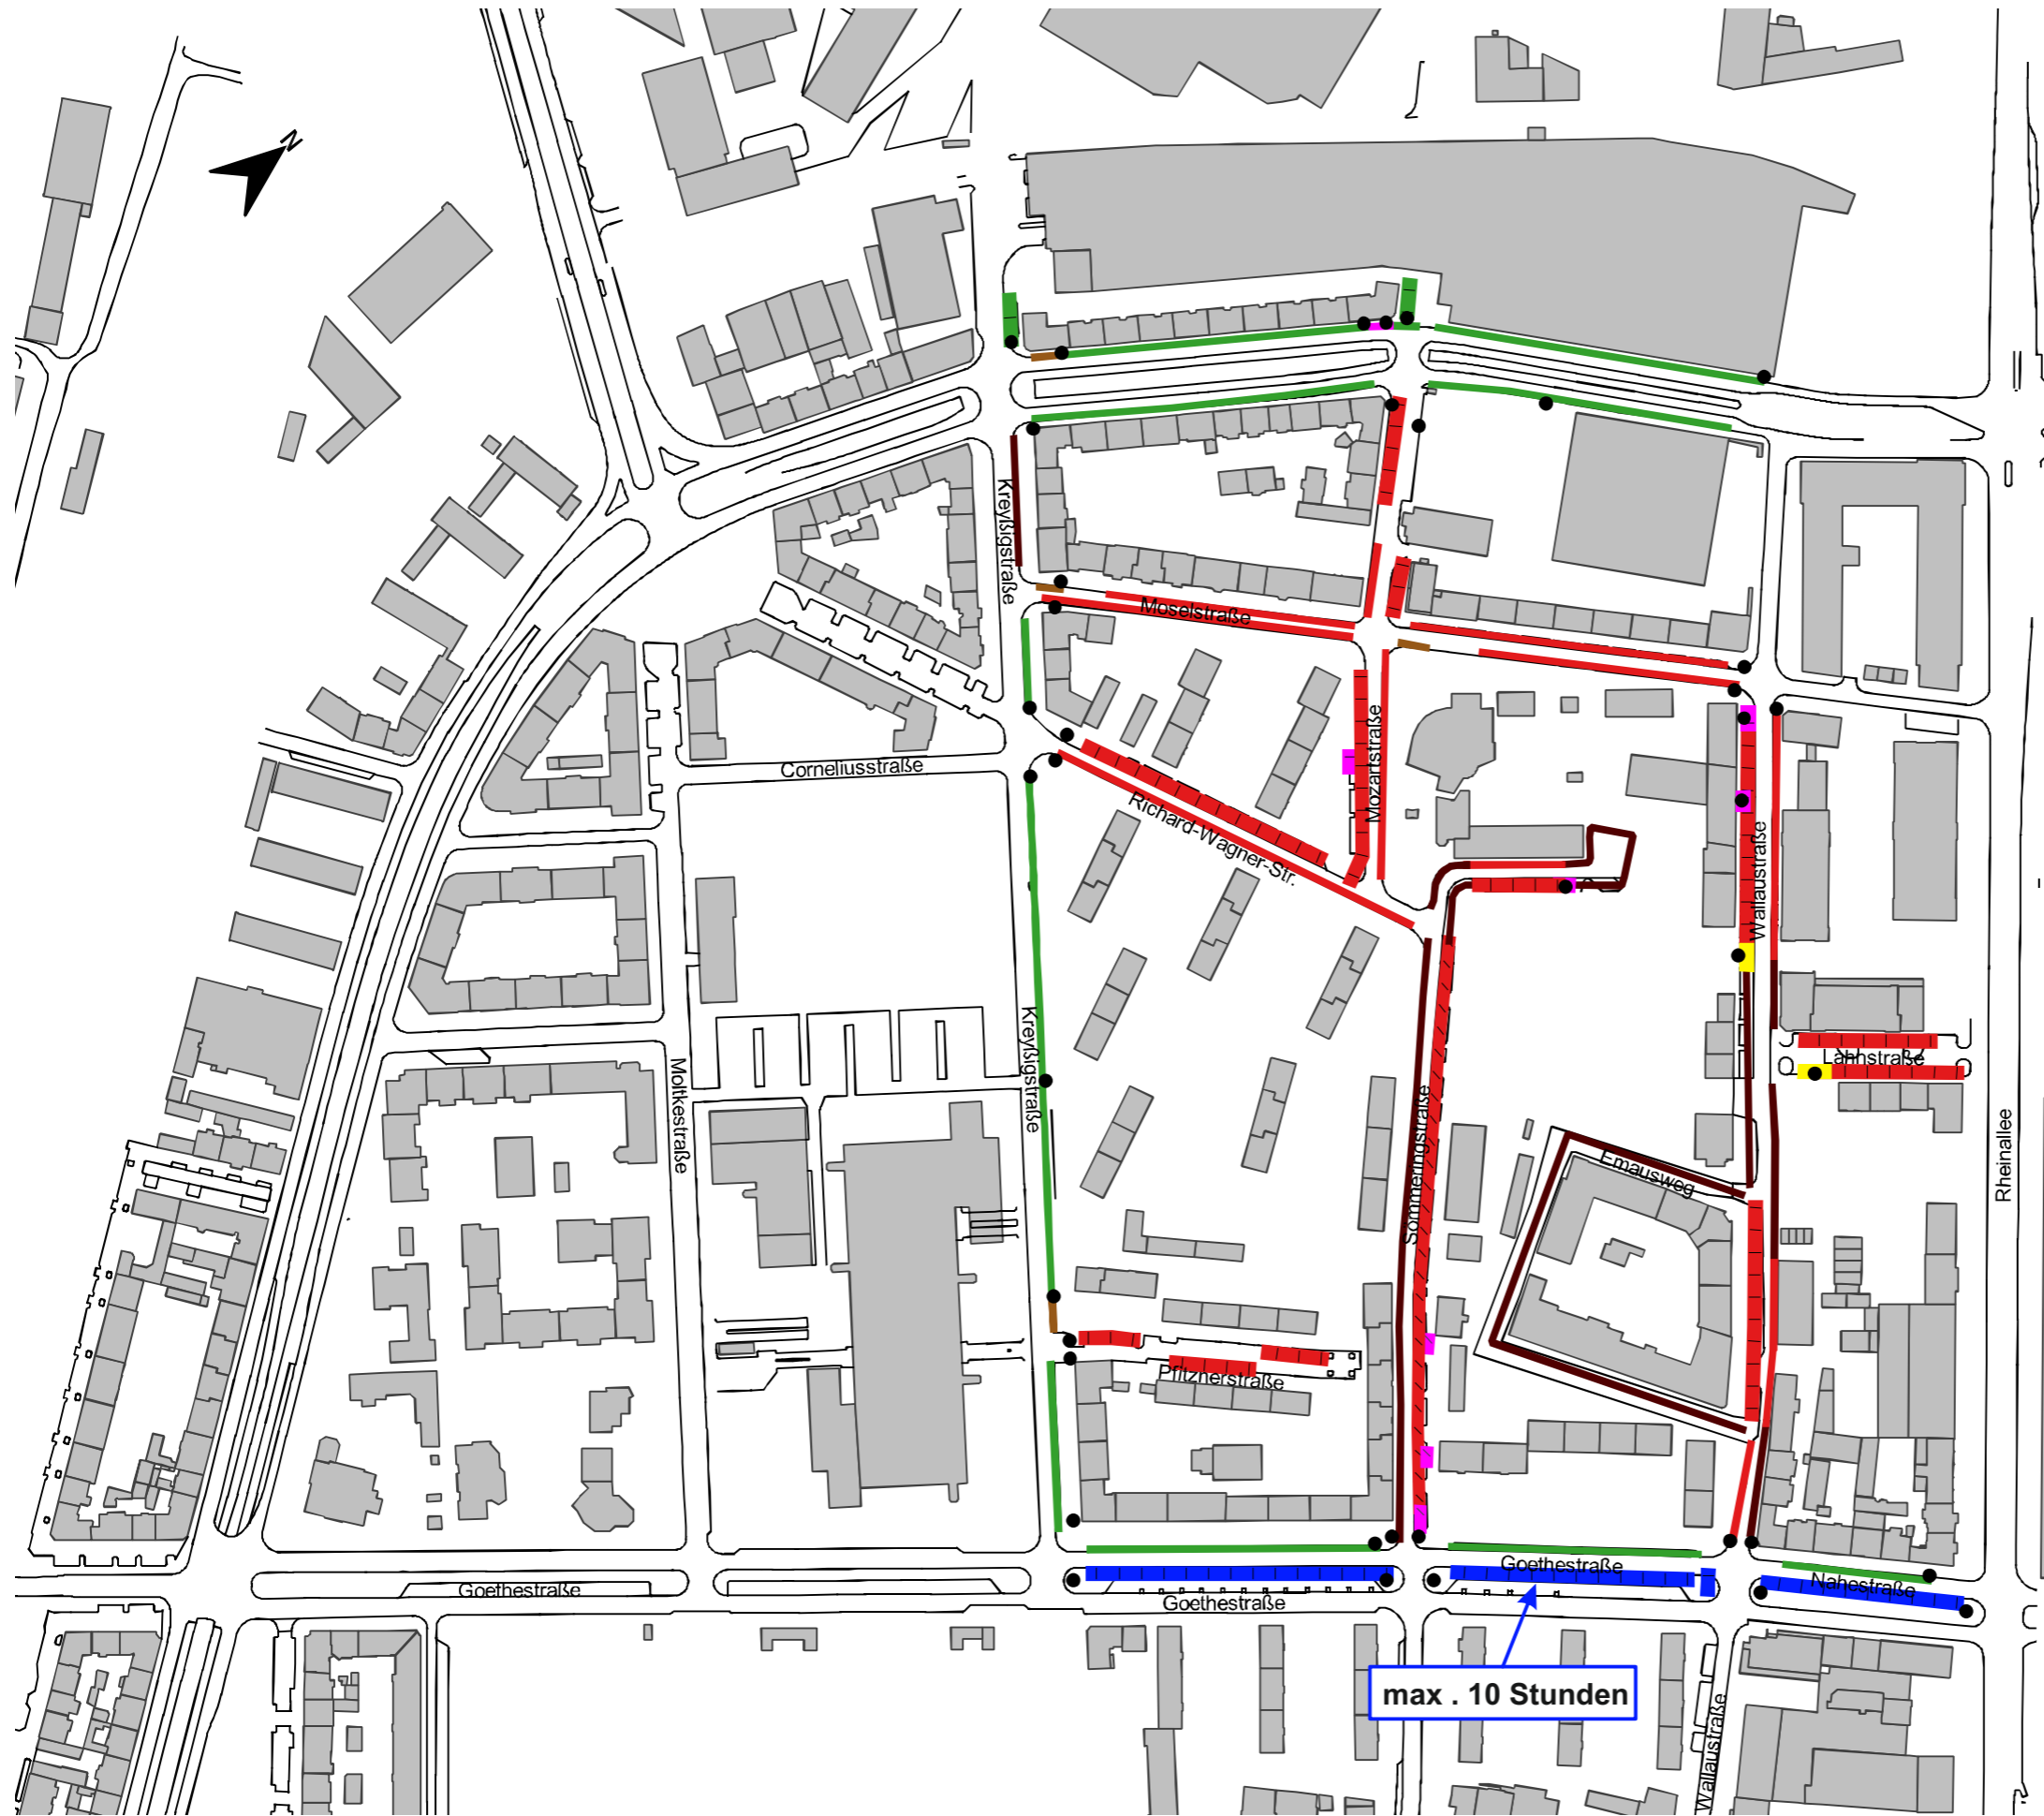 N
Kreyßigstraße
Moselstraße
Mozartstraße
Corneliusstraße
Richard-Wagner-Str.
Wallaustraße
Kreyßigstraße
Moltkestraße
Lahnstraße
Sömmeringstraße
Emausweg
Rheinallee
Pfitznerstraße
Goethestraße
Goethestraße
Goethestraße
Nahestraße
max . 10 Stunden
Wallaustraße